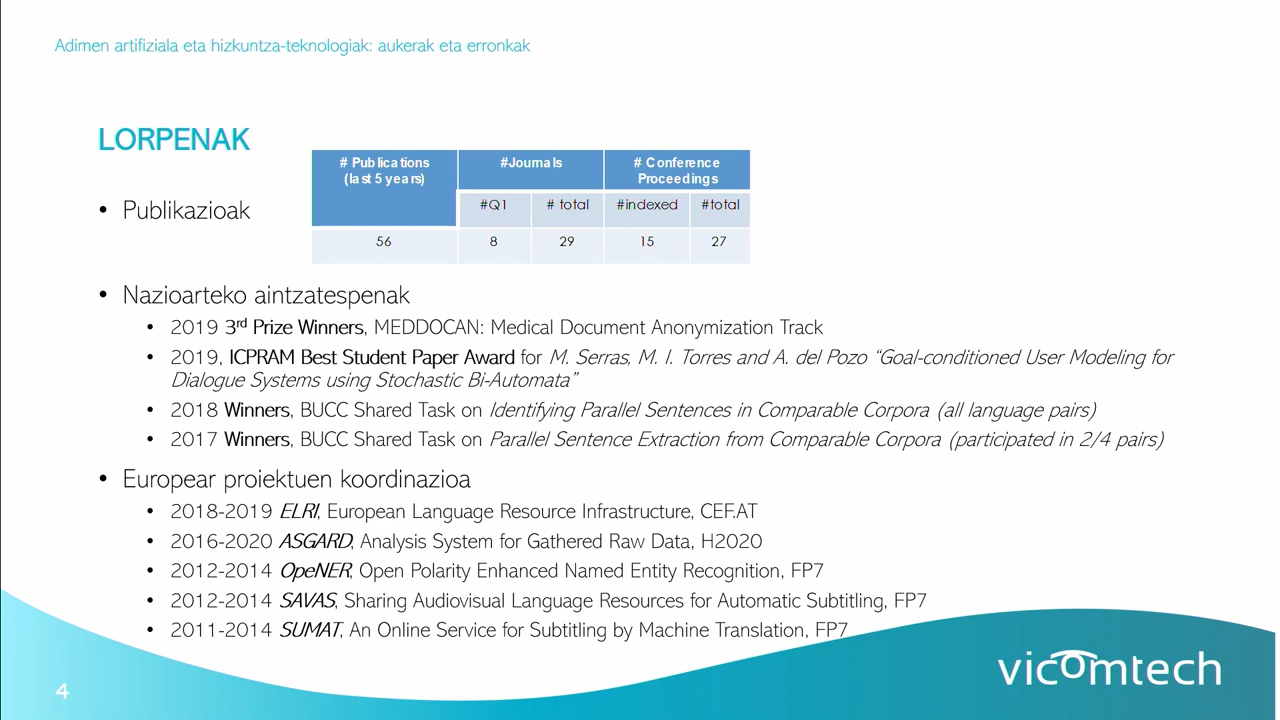 Adimen artifiziala eta hizkuntza-teknologiak: aukerak eta erronkak
LORPENAK
• Publikazioak
# Publications #Journals # Conference
(last 5 years) Proceedings
#Q1 # total #indexed #total
56 8 29 15 27
• Nazioarteko aintzatespenak
• 2019 3rd Prize Winners, MEDDOCAN: Medical Document Anonymization Track
• 2019, ICPRAM Best Student Paper Award for M. Serras, M. I. Torres and A. del Pozo “Goal-conditioned User Modeling for
Dialogue Systems using Stochastic Bi-Automata”
• 2018 Winners, BUCC Shared Task on Identifying Parallel Sentences in Comparable Corpora (all language pairs)
• 2017 Winners, BUCC Shared Task on Parallel Sentence Extraction from Comparable Corpora (participated in 2/4 pairs)
• Europear proiektuen koordinazioa
• 2018-2019 ELRI, European Language Resource Infrastructure, CEF.AT
• 2016-2020 ASGARD, Analysis System for Gathered Raw Data, H2020
• 2012-2014 OpeNER, Open Polarity Enhanced Named Entity Recognition, FP7
• 2012-2014 SAVAS, Sharing Audiovisual Language Resources for Automatic Subtitling, FP7
• 2011-2014 SUMAT, An Online Service for Subtitling by Machine Translation, FP7
4
vicomtech